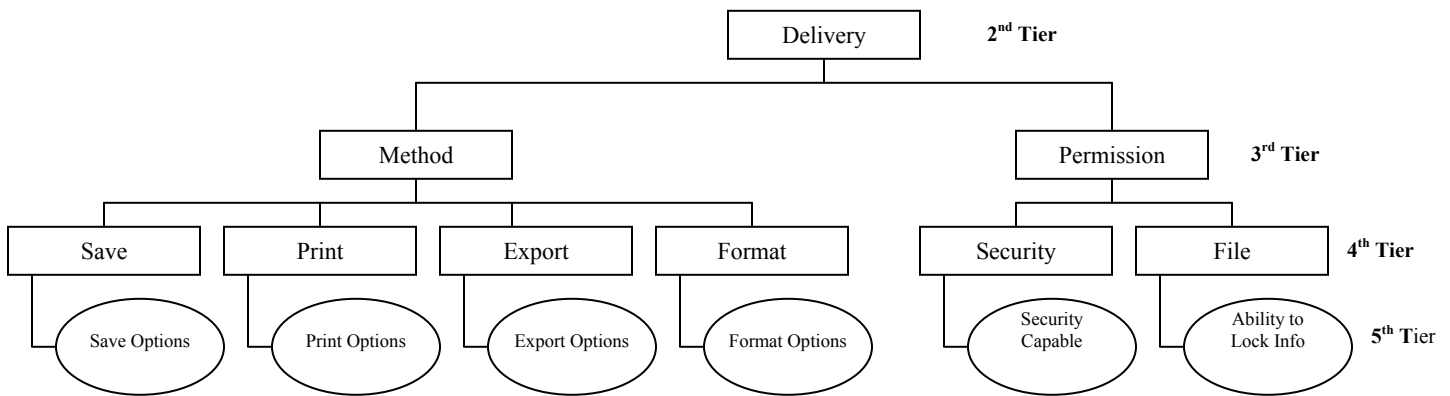 Delivery 2nd Tier
Method Permission 3rd Tier
Save Print Export Format Security File 4th Tier
Save Options Print Options Export Options Format Options Security Capable Ability to Lock Info 5th Tier